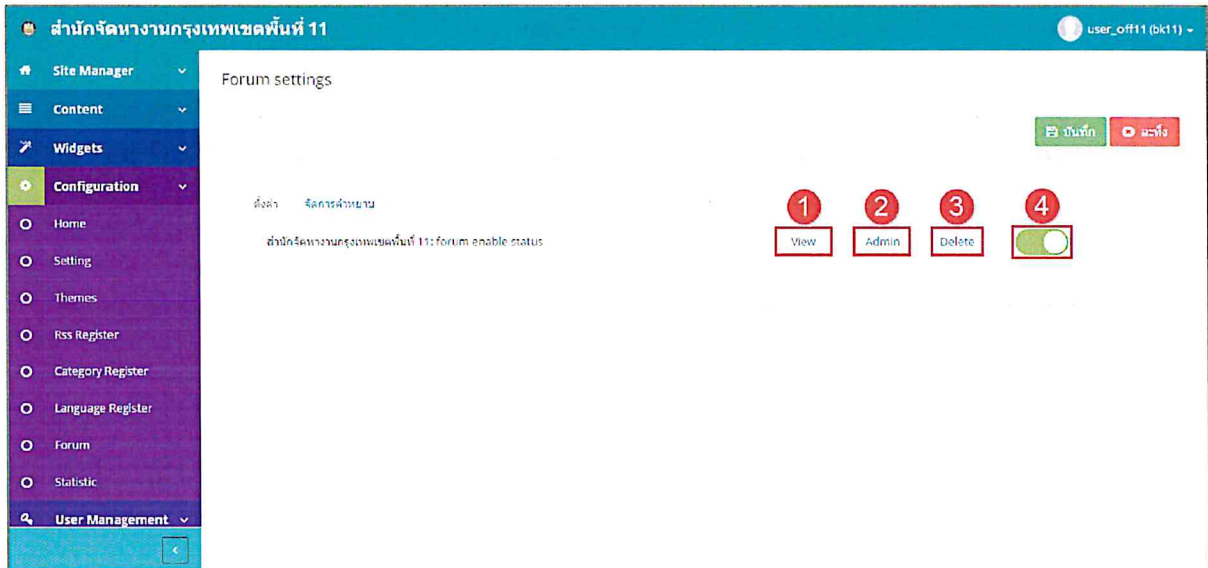 สำนักจัดหางานกรุงเทพเขตพื้นที่ 11
user_off11 (bk11)
Site Manager
Content
Widgets
Configuration
Home
Setting
Themes
Rss Register
Category Register
Language Register
Forum
Statistic
User Management
Forum settings
บันทึก
ละทิ้ง
ตั้งค่า จัดการคำหยาบ
1 2 3 4
สำนักจัดหางานกรุงเทพเขตพื้นที่ 11: forum enable status View Admin Delete